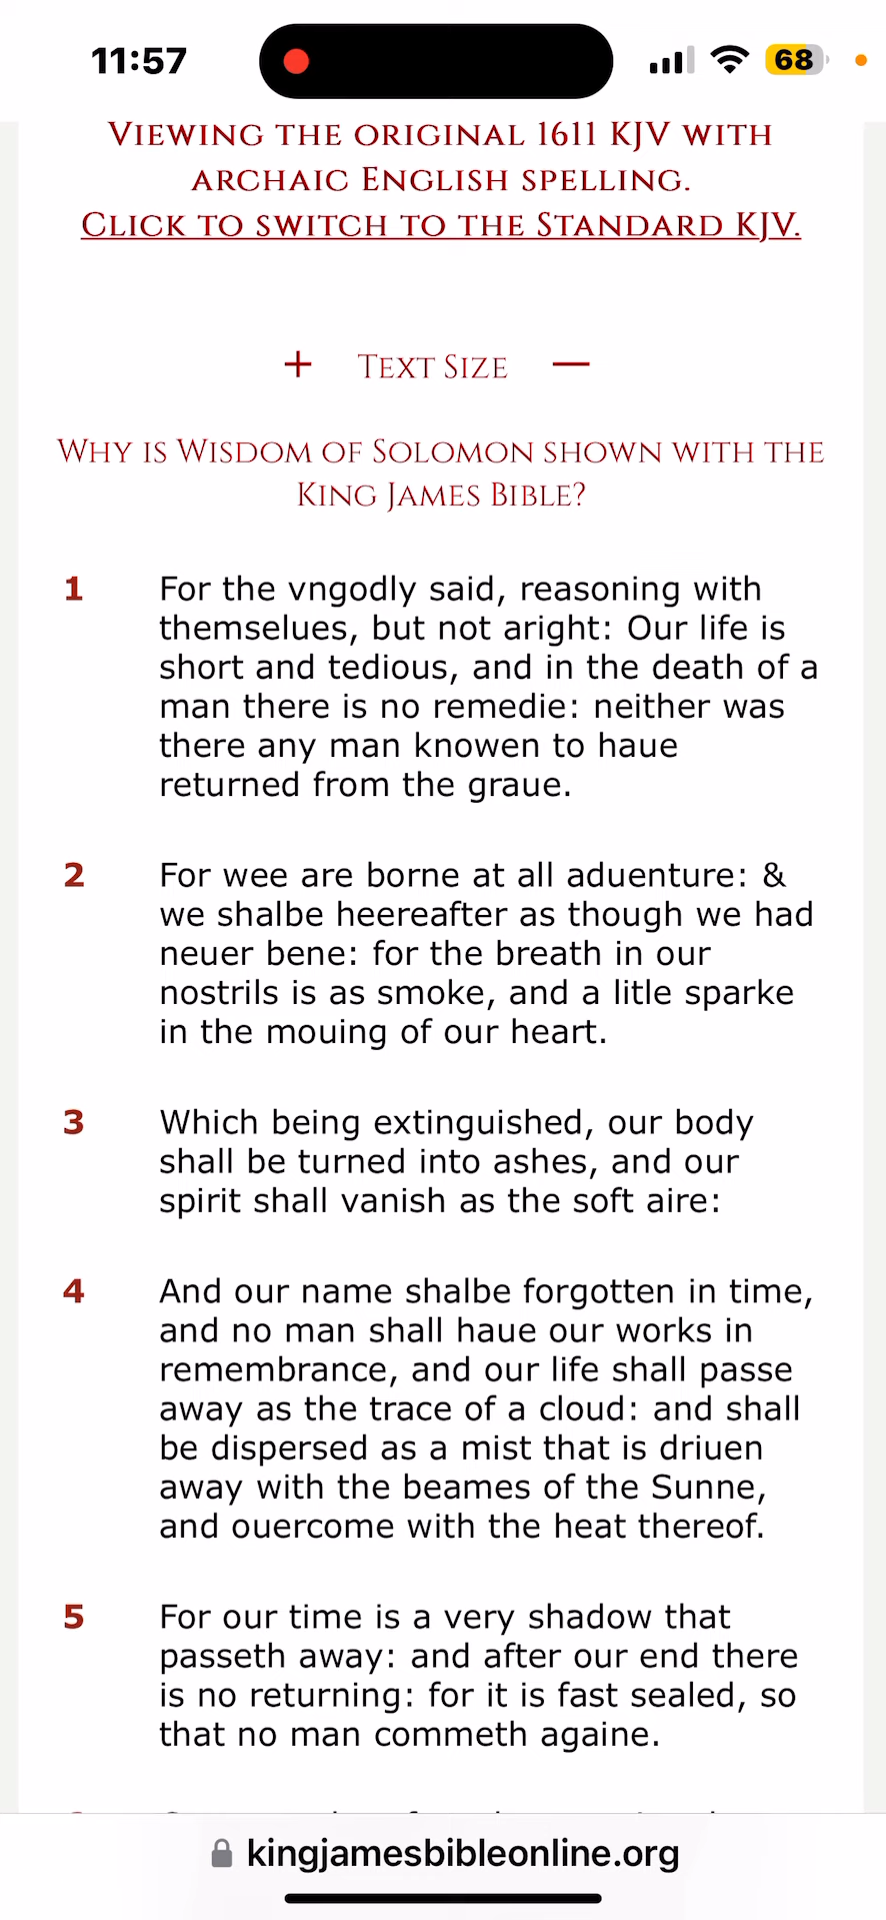 11:57
68
Viewing the original 1611 KJV with
archaic English spelling.
Click to switch to the Standard KJV.
+ Text Size —
Why is Wisdom of Solomon shown with the
King James Bible?
1 For the vngodly said, reasoning with
themselues, but not aright: Our life is
short and tedious, and in the death of a
man there is no remedie: neither was
there any man knowen to haue
returned from the graue.
2 For wee are borne at all aduenture: &
we shalbe heereafter as though we had
neuer bene: for the breath in our
nostrils is as smoke, and a litle sparke
in the mouing of our heart.
3 Which being extinguished, our body
shall be turned into ashes, and our
spirit shall vanish as the soft aire:
4 And our name shalbe forgotten in time,
and no man shall haue our works in
remembrance, and our life shall passe
away as the trace of a cloud: and shall
be dispersed as a mist that is driuen
away with the beames of the Sunne,
and ouercome with the heat thereof.
5 For our time is a very shadow that
passeth away: and after our end there
is no returning: for it is fast sealed, so
that no man commeth againe.
kingjamesbibleonline.org